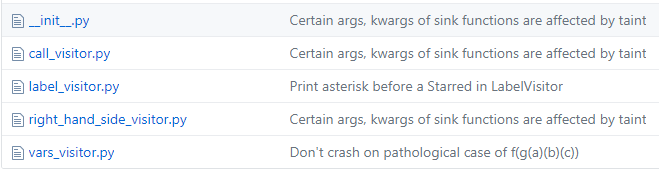 __init__.py Certain args, kwargs of sink functions are affected by taint
call_visitor.py Certain args, kwargs of sink functions are affected by taint
label_visitor.py Print asterisk before a Starred in LabelVisitor
right_hand_side_visitor.py Certain args, kwargs of sink functions are affected by taint
vars_visitor.py Don't crash on pathological case of f(g(a)(b)(c))